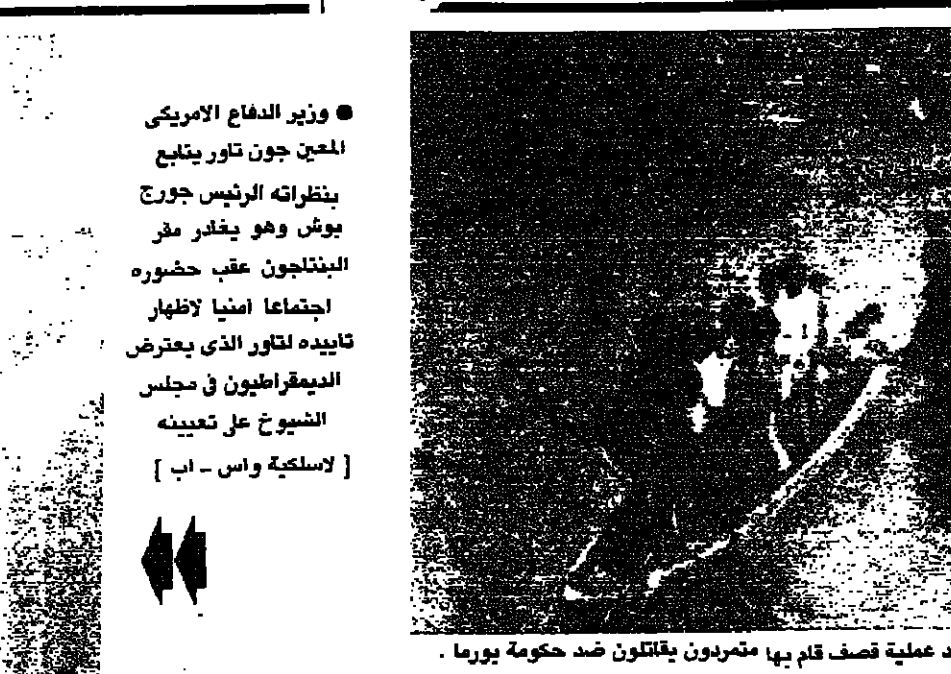 ● وزير الدفاع الامريكى
المعين جون تاور يتابع
بنظراته الرئيس جورج
بوش وهو يغادر مقر
البنتاجون عقب حضوره
اجتماعا امنيا لاظهار
تاييده لتاور الذى يعترض
الديمقراطيون فى مجلس
الشيوخ على تعيينه
[ لاسلكية واس ـ اب ]
عملية قصف قام بها متمردون يقاتلون ضد حكومة بورما .